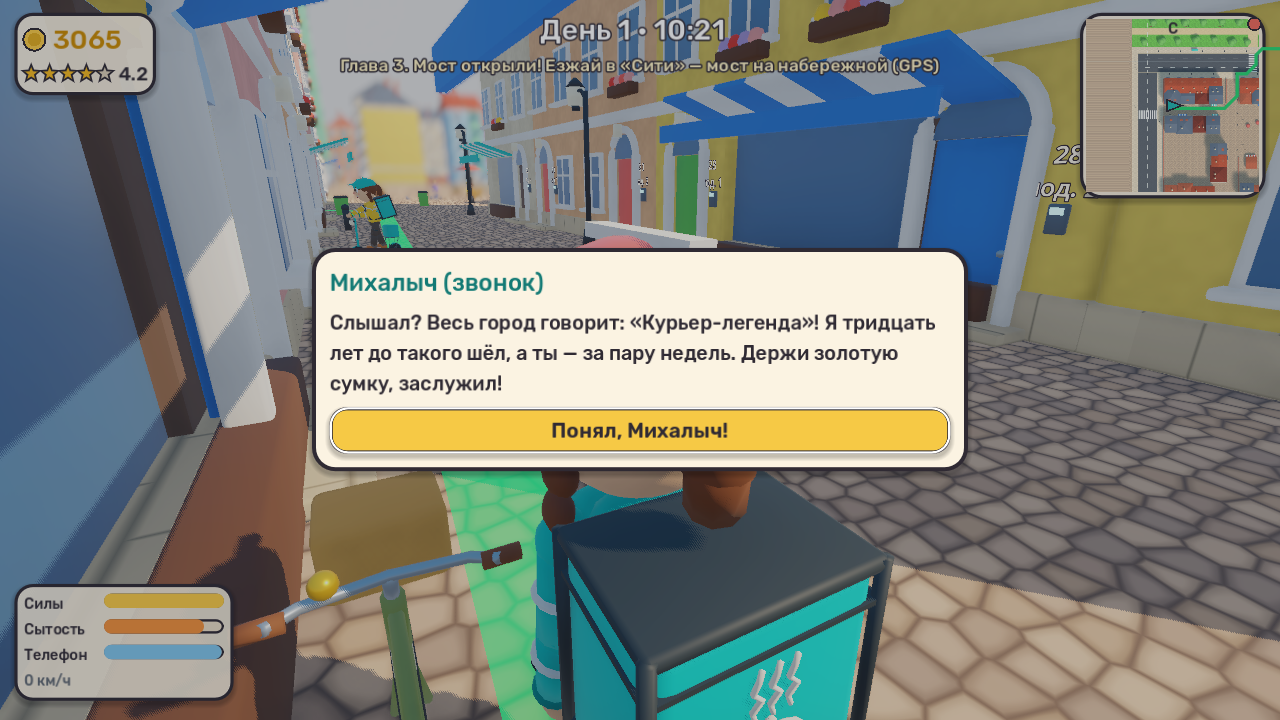 3065
4.2
День 1 • 10:21
Глава 3. Мост открыли! Езжай в «Сити» — мост на набережной (GPS)
С
28
Михалыч (звонок)
Слышал? Весь город говорит: «Курьер-легенда»! Я тридцать
лет до такого шёл, а ты — за пару недель. Держи золотую
сумку, заслужил!
Понял, Михалыч!
Силы
Сытость
Телефон
0 км/ч